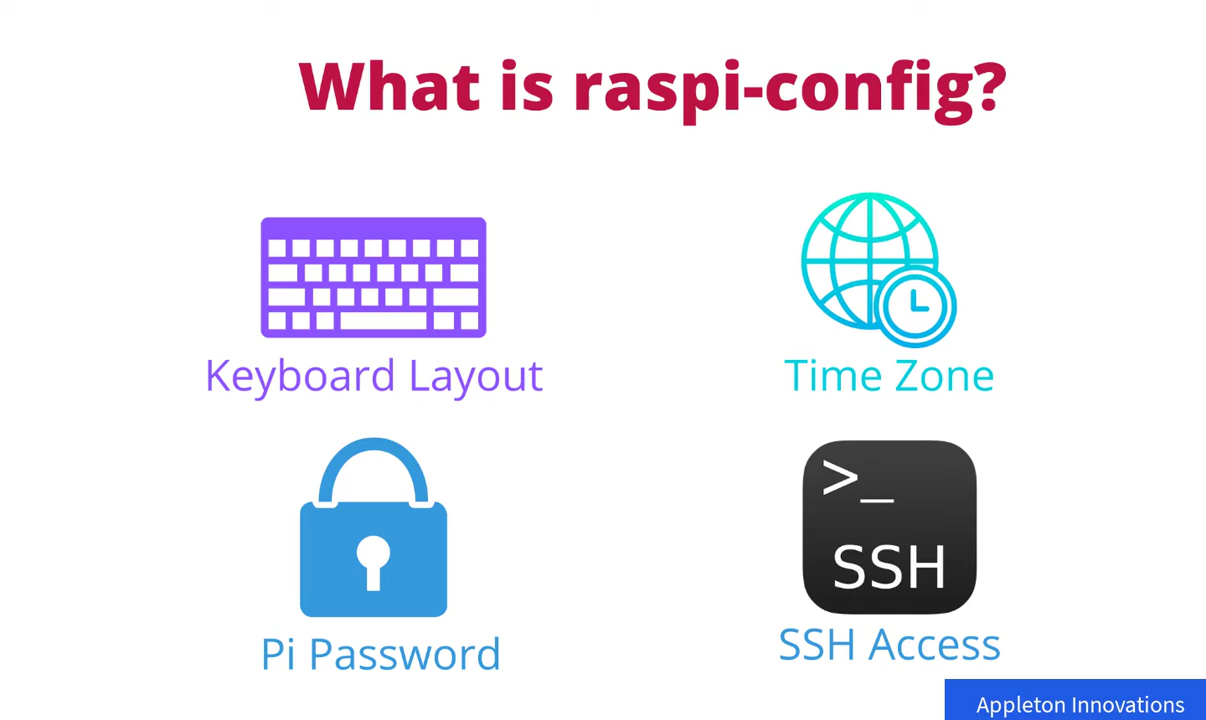 What is raspi-config?
Keyboard Layout
Time Zone
>_
SSH
Pi Password
SSH Access
Appleton Innovations